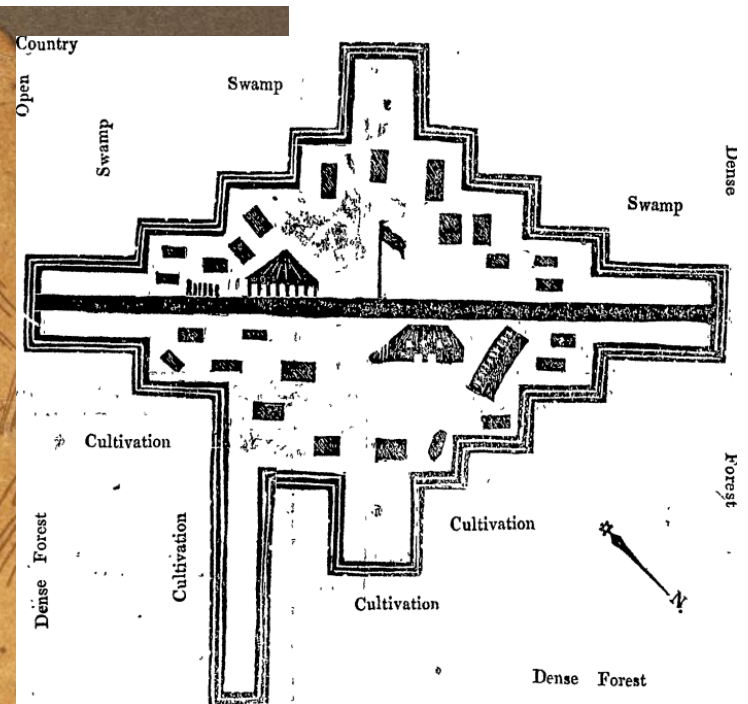 Country
Open
Swamp
Swamp
Dense
Swamp
Cultivation
Forest
Cultivation
Dense Forest
Cultivation
Cultivation
Dense Forest
N.